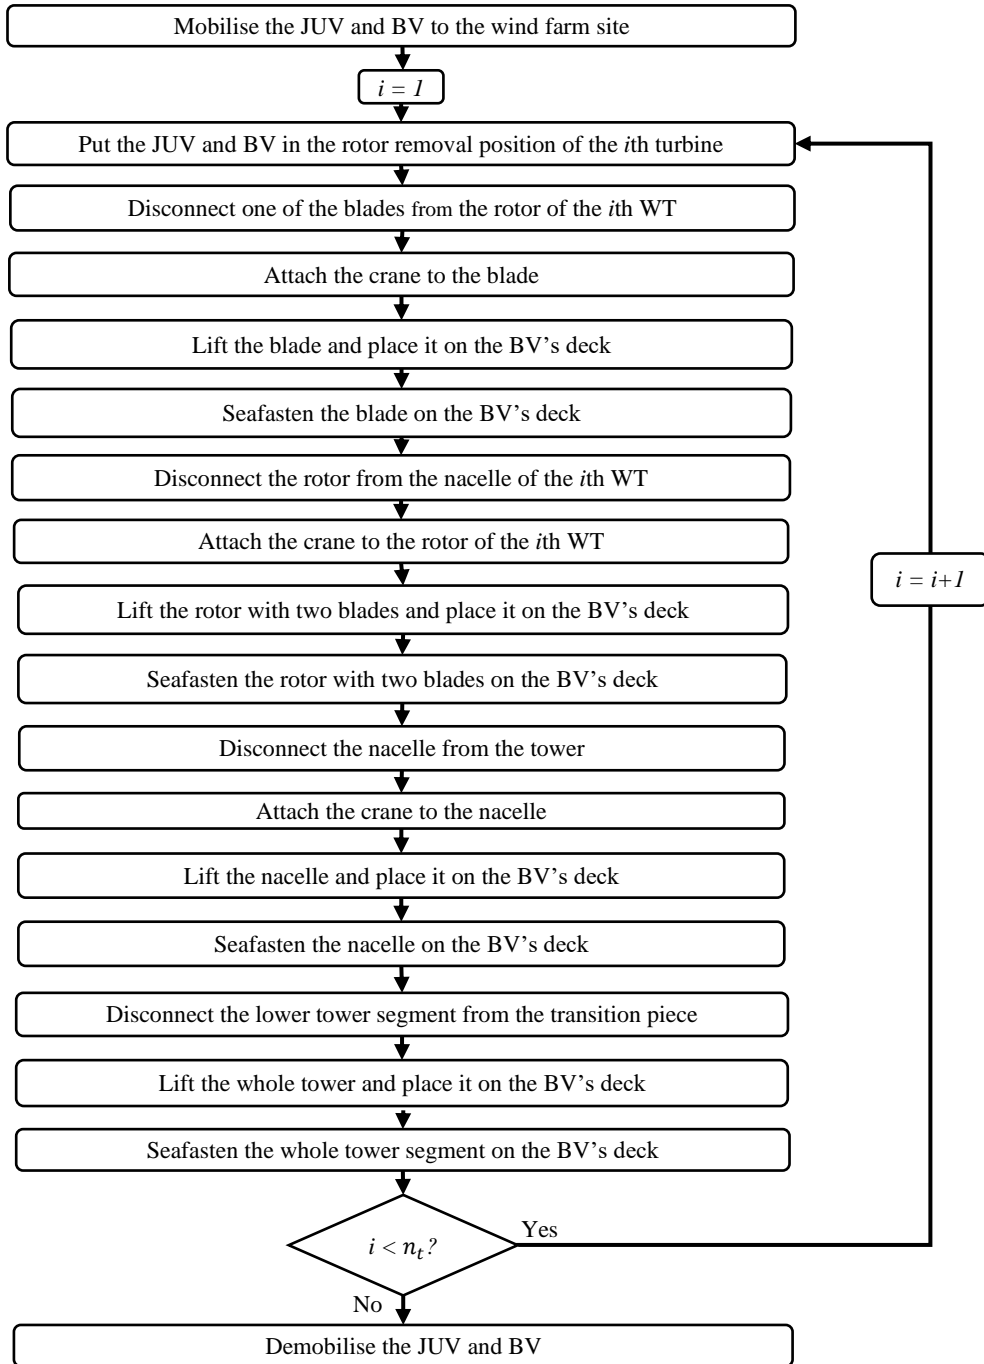 Mobilise the JUV and BV to the wind farm site
i = 1
Put the JUV and BV in the rotor removal position of the ith turbine
Disconnect one of the blades from the rotor of the ith WT
Attach the crane to the blade
Lift the blade and place it on the BV’s deck
Seafasten the blade on the BV’s deck
Disconnect the rotor from the nacelle of the ith WT
Attach the crane to the rotor of the ith WT
i = i+1
Lift the rotor with two blades and place it on the BV’s deck
Seafasten the rotor with two blades on the BV’s deck
Disconnect the nacelle from the tower
Attach the crane to the nacelle
Lift the nacelle and place it on the BV’s deck
Seafasten the nacelle on the BV’s deck
Disconnect the lower tower segment from the transition piece
Lift the whole tower and place it on the BV’s deck
Seafasten the whole tower segment on the BV’s deck
i < nₜ?
Yes
No
Demobilise the JUV and BV